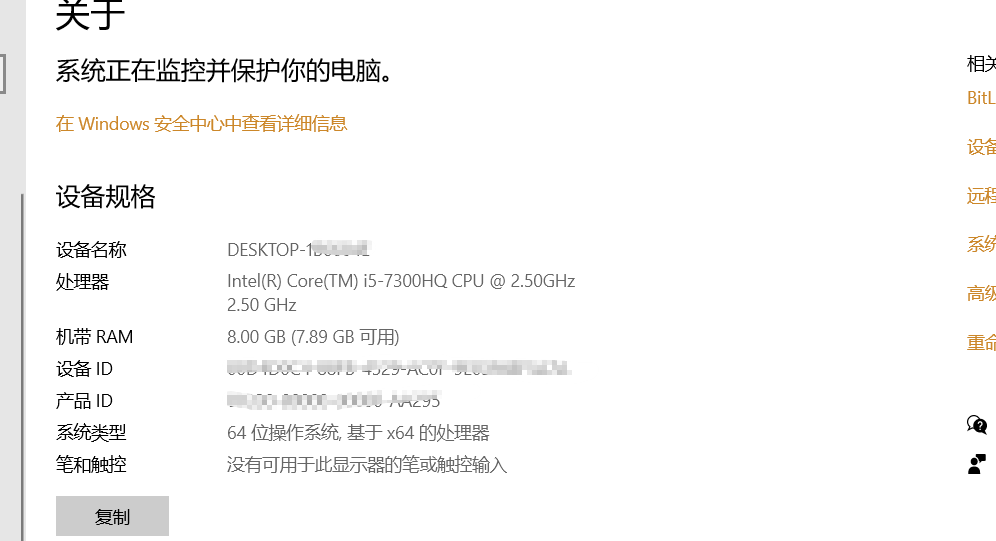 关于
系统正在监控并保护你的电脑。
在 Windows 安全中心中查看详细信息
设备规格
设备名称 DESKTOP-
处理器 Intel(R) Core(TM) i5-7300HQ CPU @ 2.50GHz
2.50 GHz
机带 RAM 8.00 GB (7.89 GB 可用)
设备 ID
产品 ID AA295
系统类型 64 位操作系统, 基于 x64 的处理器
笔和触控 没有可用于此显示器的笔或触控输入
复制
相关
BitL
设备
远程
系统
高级
重命